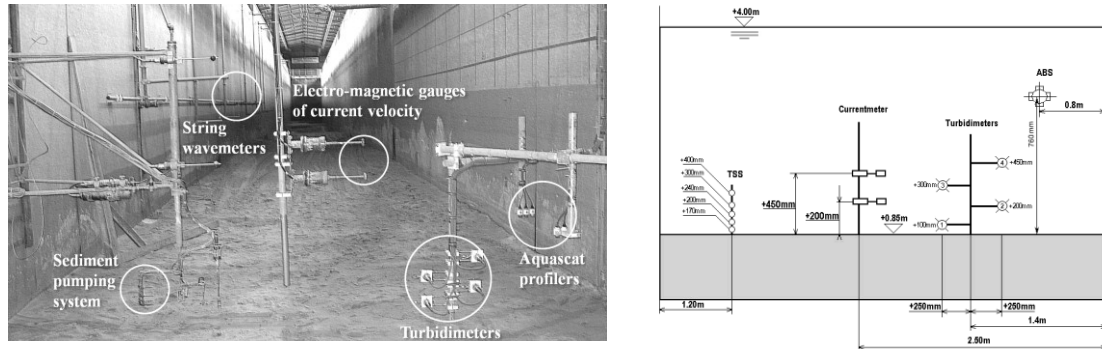 Electro-magnetic gauges
of current velocity
String
wavemeters
Sediment
pumping
system
Aquascat
profilers
Turbidimeters
+4.00m
ABS
0.8m
Currentmeter
Turbidimeters
760mm
TSS
+400mm
+300mm
+240mm
+200mm
+170mm
+450mm
+200mm
+0.85m
4
+450mm
+300mm
3
2
+200mm
+100mm
1
1.20m
+250mm
+250mm
1.4m
2.50m